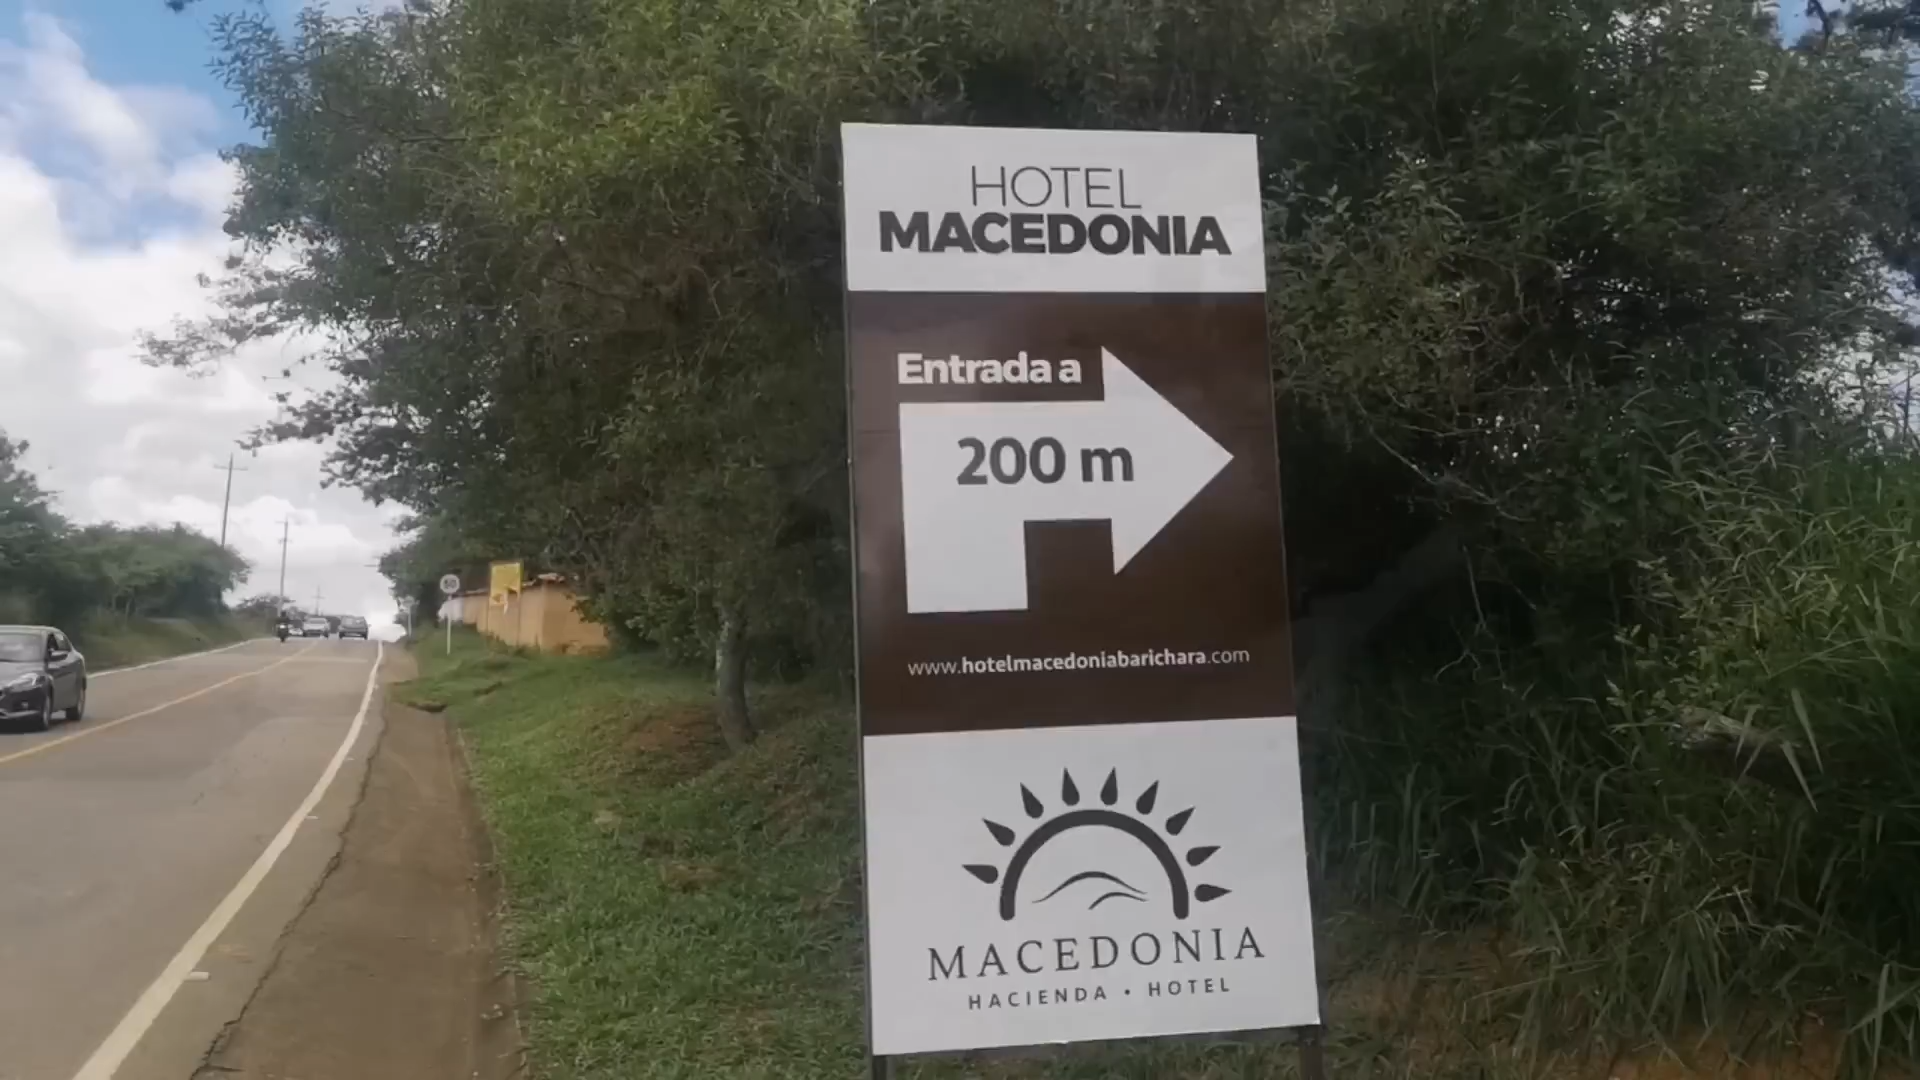 HOTEL
MACEDONIA
Entrada a
200 m
www.hotelmacedoniabarichara.com
MACEDONIA
HACIENDA • HOTEL